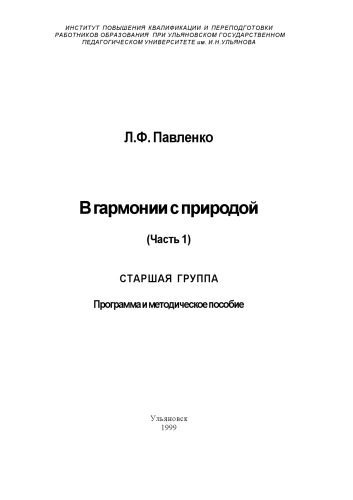 ИНСТИТУТ ПОВЫШЕНИЯ КВАЛИФИКАЦИИ И ПЕРЕПОДГОТОВКИ
РАБОТНИКОВ ОБРАЗОВАНИЯ ПРИ УЛЬЯНОВСКОМ ГОСУДАРСТВЕННОМ
ПЕДАГОГИЧЕСКОМ УНИВЕРСИТЕТЕ им. И.Н.УЛЬЯНОВА
Л.Ф. Павленко
В гармонии с природой
(Часть 1)
СТАРШАЯ ГРУППА
Программа и методическое пособие
Ульяновск
1999